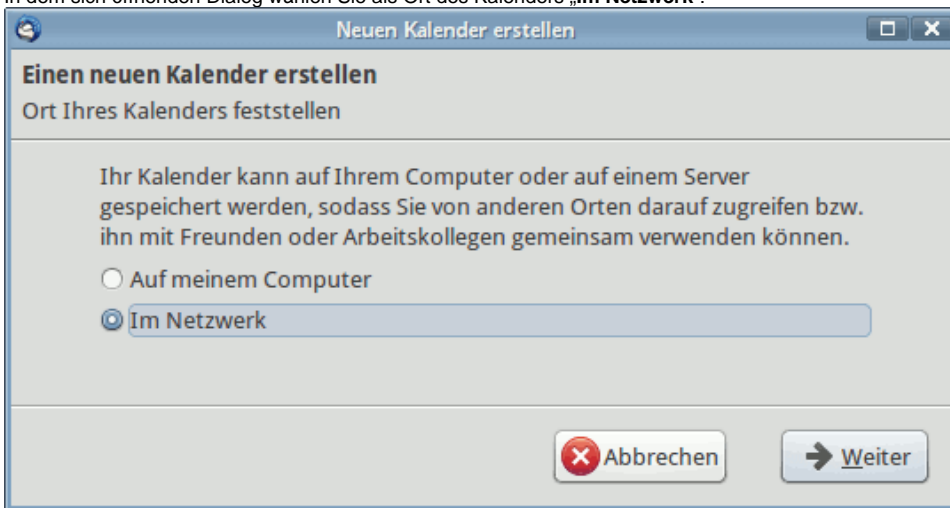 In dem sich öffnenden Dialog wählen Sie als Ort des Kalenders „Im Netzwerk“.
Neuen Kalender erstellen
Einen neuen Kalender erstellen
Ort Ihres Kalenders feststellen
Ihr Kalender kann auf Ihrem Computer oder auf einem Server
gespeichert werden, sodass Sie von anderen Orten darauf zugreifen bzw.
ihn mit Freunden oder Arbeitskollegen gemeinsam verwenden können.
Auf meinem Computer
Im Netzwerk
Abbrechen
Weiter